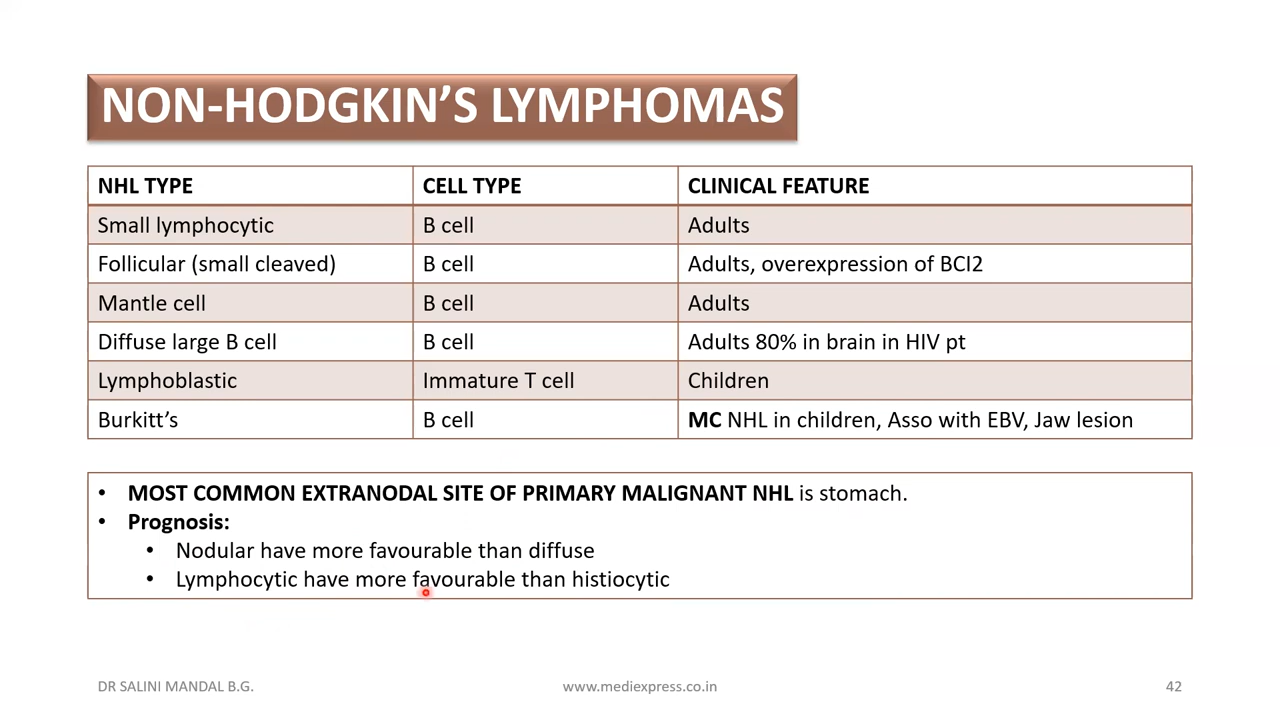 NON-HODGKIN’S LYMPHOMAS
NHL TYPE CELL TYPE CLINICAL FEATURE
Small lymphocytic B cell Adults
Follicular (small cleaved) B cell Adults, overexpression of BCI2
Mantle cell B cell Adults
Diffuse large B cell B cell Adults 80% in brain in HIV pt
Lymphoblastic Immature T cell Children
Burkitt’s B cell MC NHL in children, Asso with EBV, Jaw lesion
• MOST COMMON EXTRANODAL SITE OF PRIMARY MALIGNANT NHL is stomach.
• Prognosis:
• Nodular have more favourable than diffuse
• Lymphocytic have more favourable than histiocytic
DR SALINI MANDAL B.G. www.mediexpress.co.in 42